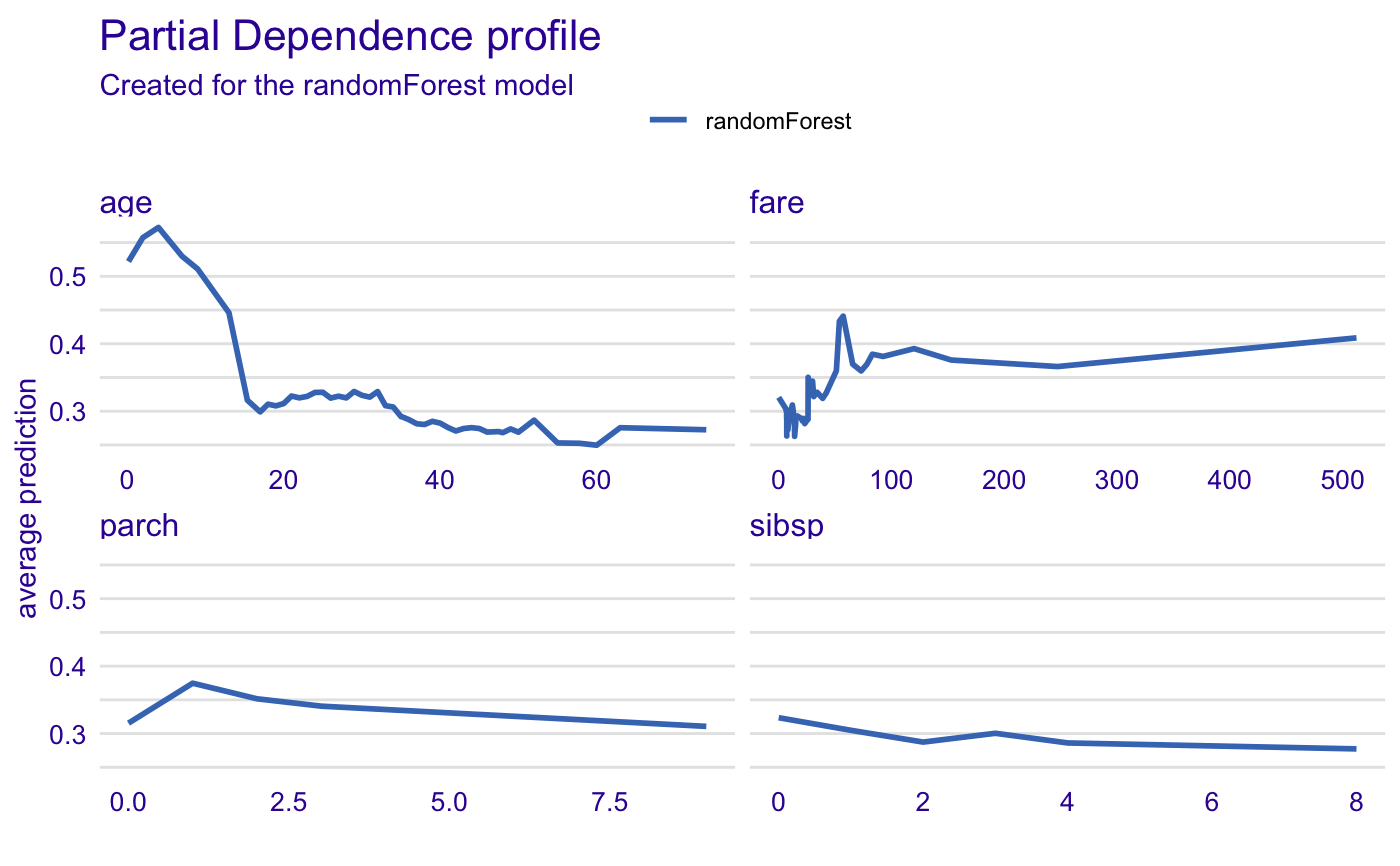 Partial Dependence profile
Created for the randomForest model
randomForest
age
fare
0.5
0.4
0.3
0 20 40 60
0 100 200 300 400 500
average prediction
parch
sibsp
0.5
0.4
0.3
0.0 2.5 5.0 7.5
0 2 4 6 8